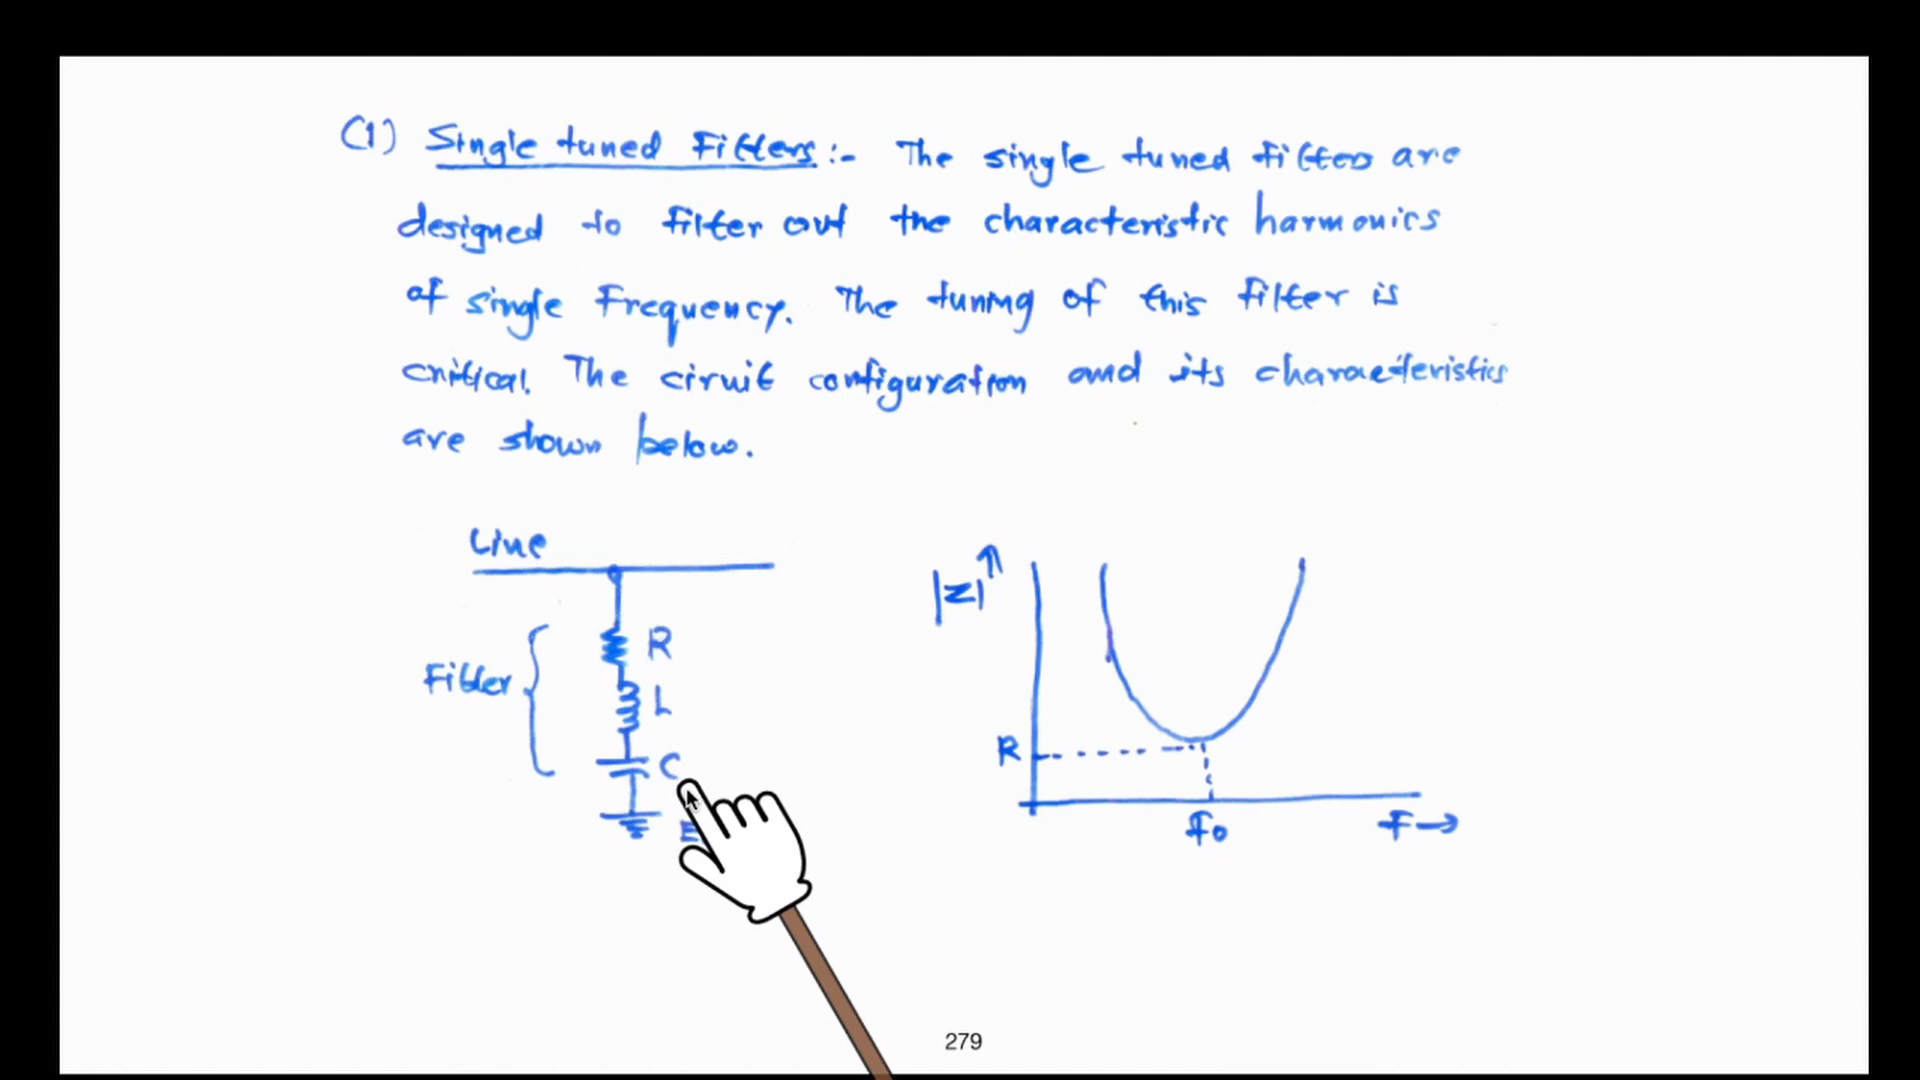 (1) Single tuned Filters :- The single tuned filters are
designed to filter out the characteristic harmonics
of single Frequency. The tuning of this filter is
critical. The ciruit configuration and its characteristics
are shown below.
Line
Filter
R
L
C
E
|Z|
R
fo
F
279